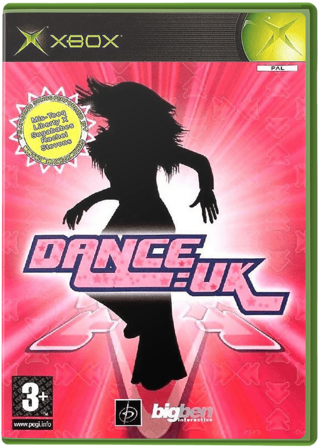 XBOX
PAL
Mis-Teeq
Liberty X
Sugababes
Rachel
Stevens
DANCE:UK
3+
www.pegi.info
bigben
interactive